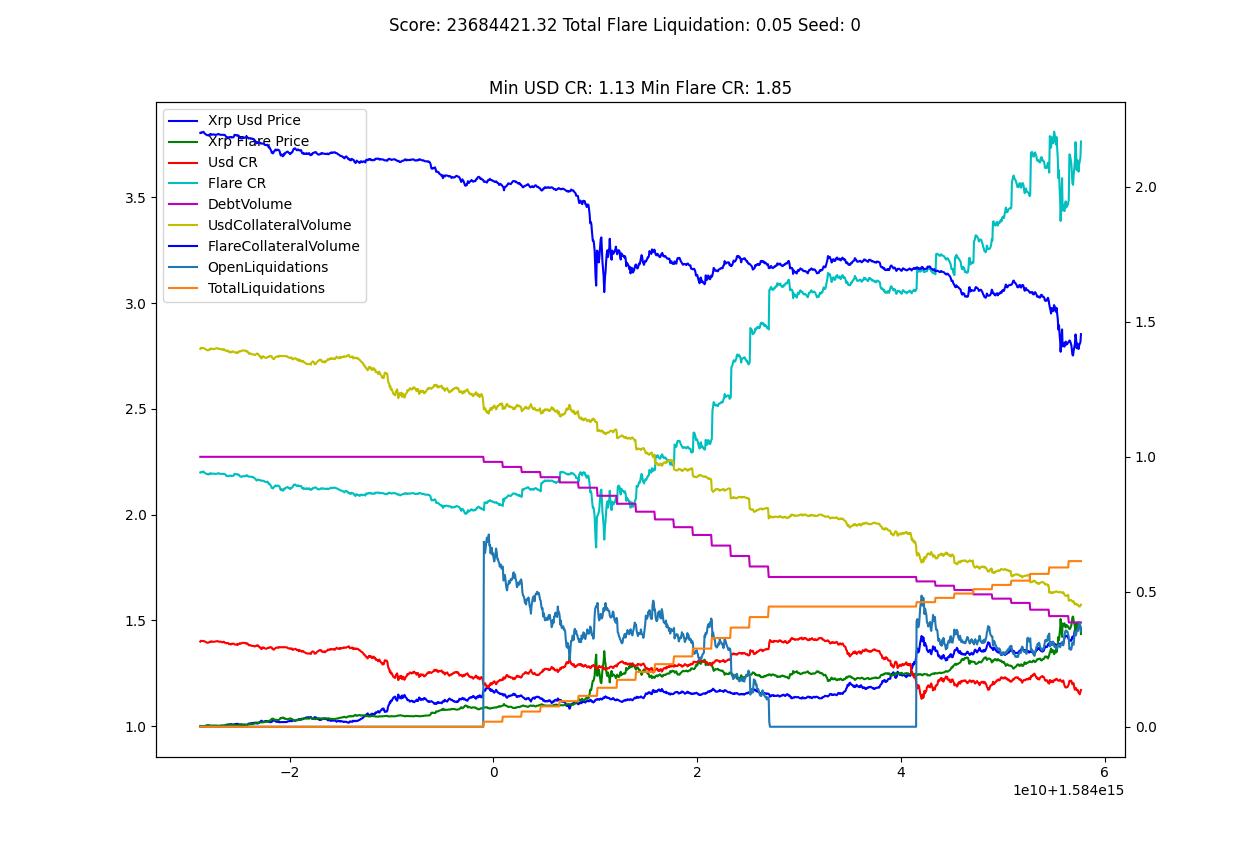 Score: 23684421.32 Total Flare Liquidation: 0.05 Seed: 0
Min USD CR: 1.13 Min Flare CR: 1.85
Xrp Usd Price
Xrp Flare Price
Usd CR
Flare CR
DebtVolume
UsdCollateralVolume
FlareCollateralVolume
OpenLiquidations
TotalLiquidations
3.5
3.0
2.5
2.0
1.5
1.0
2.0
1.5
1.0
0.5
0.0
−2
0
2
4
6
1e10+1.584e15